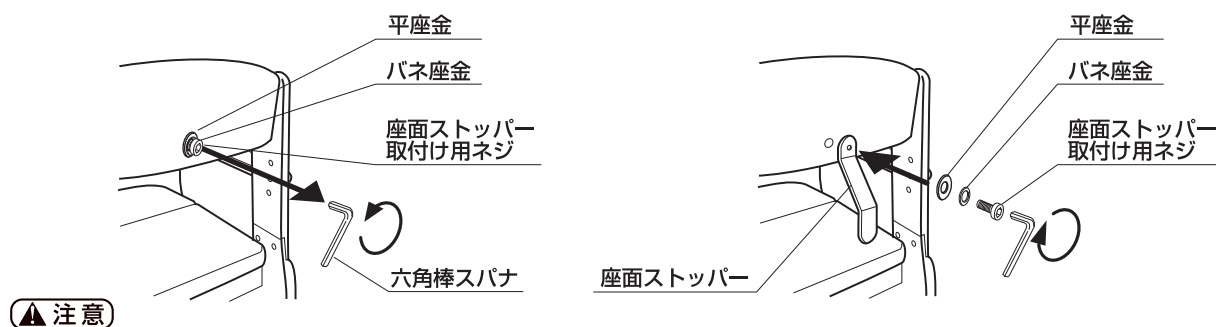 平座金
バネ座金
座面ストッパー
取付け用ネジ
六角棒スパナ
平座金
バネ座金
座面ストッパー
取付け用ネジ
座面ストッパー
注意